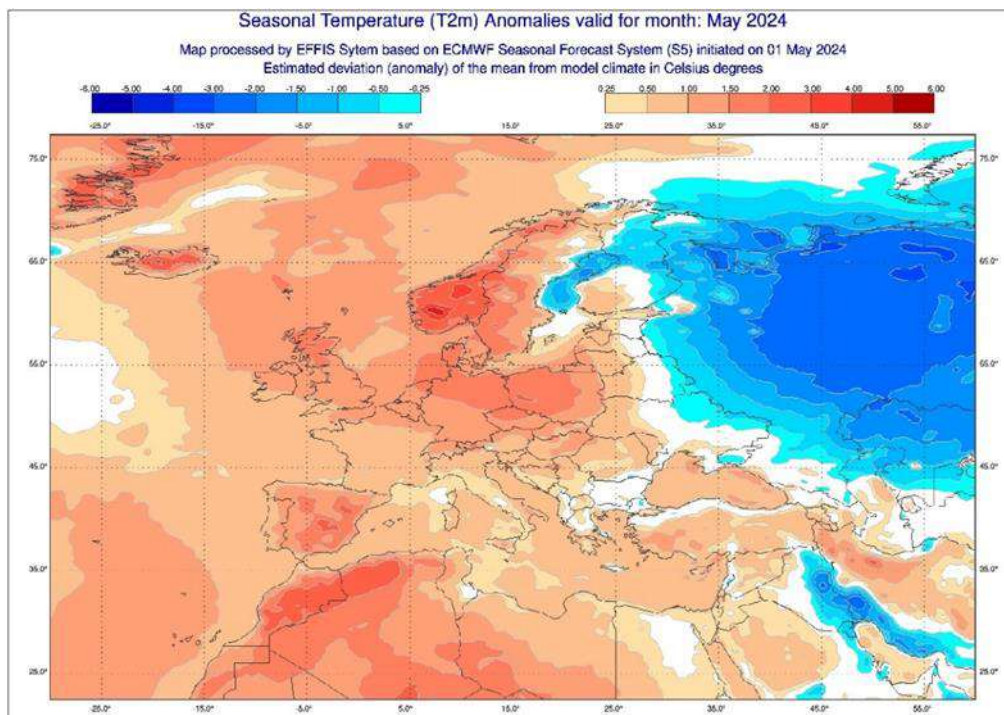 Seasonal Temperature (T2m) Anomalies valid for month: May 2024
Map processed by EFFIS Sytem based on ECMWF Seasonal Forecast System (S5) initiated on 01 May 2024
Estimated deviation (anomaly) of the mean from model climate in Celsius degrees
-6.00 -5.00 -4.00 -3.00 -2.00 -1.50 -1.00 -0.50 -0.25 0.25 0.50 1.00 1.50 2.00 3.00 4.00 5.00 6.00
-25.0° -15.0° -5.0° 5.0° 15.0° 25.0° 35.0° 45.0° 55.0°
75.0° 75.0°
65.0° 65.0°
55.0° 55.0°
45.0° 45.0°
35.0° 35.0°
25.0° 25.0°
-25.0° -15.0° -5.0° 5.0° 15.0° 25.0° 35.0° 45.0° 55.0°